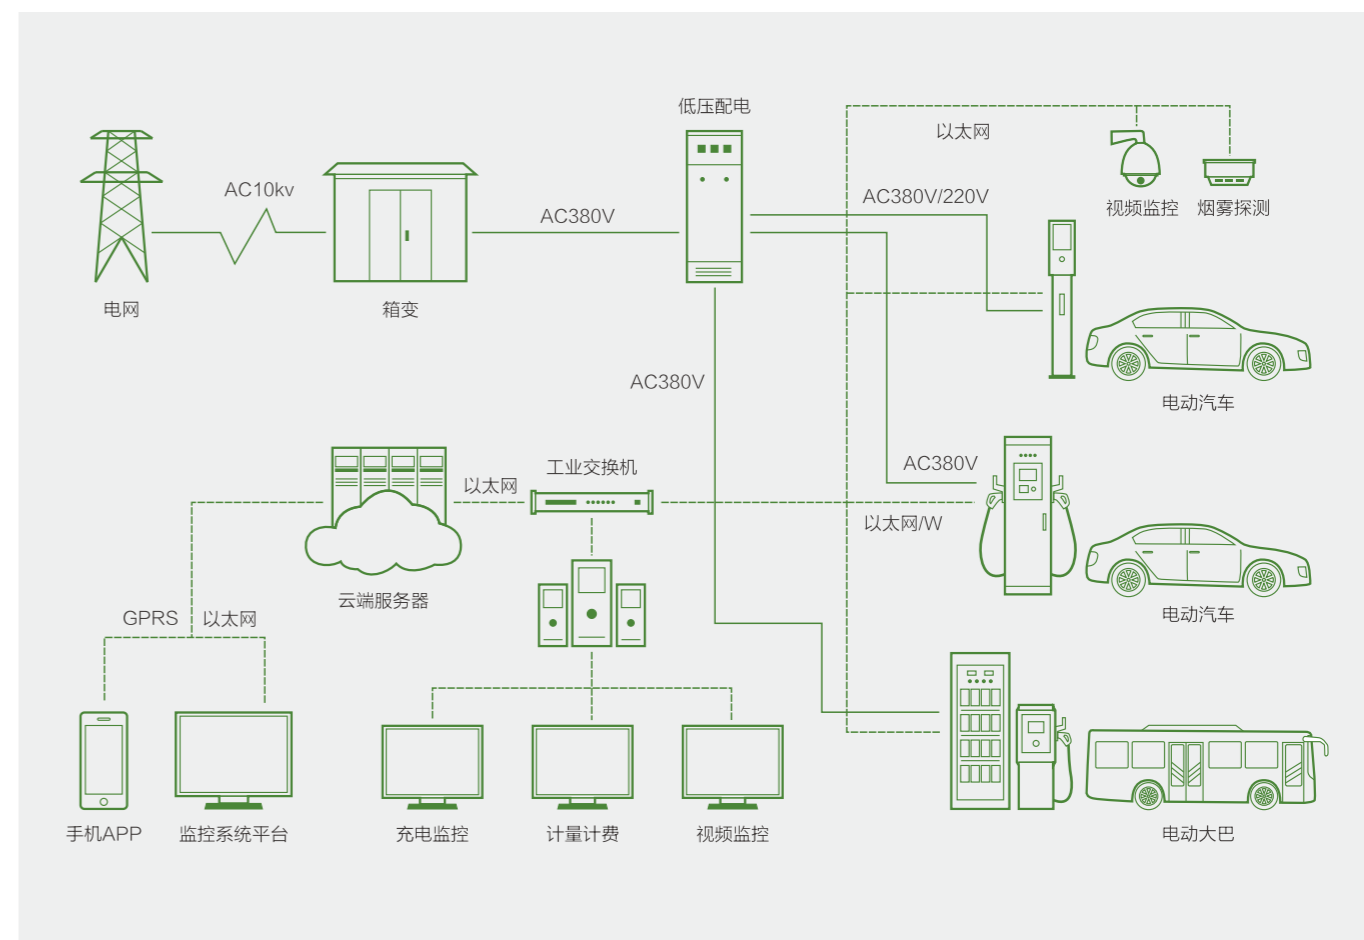 低压配电
以太网
AC10kv
AC380V
AC380V/220V
视频监控
烟雾探测
电网
箱变
AC380V
电动汽车
工业交换机
AC380V
以太网
以太网/W
云端服务器
GPRS
以太网
电动汽车
手机APP
监控系统平台
充电监控
计量计费
视频监控
电动大巴